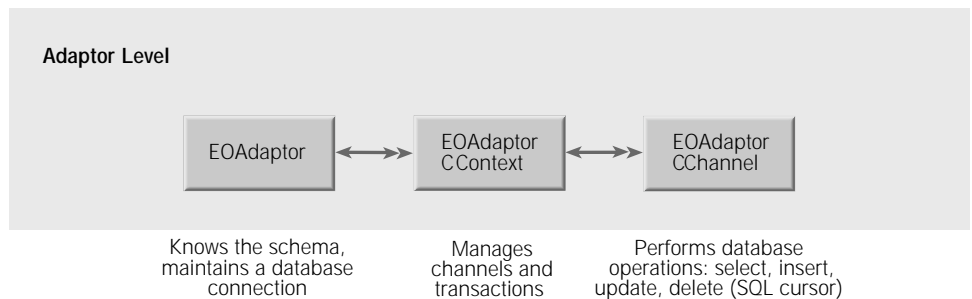 Adaptor Level
EOAdaptor
EOAdaptor
CContext
EOAdaptor
CChannel
Knows the schema,
maintains a database
connection
Manages
channels and
transactions
Performs database
operations: select, insert,
update, delete (SQL cursor)